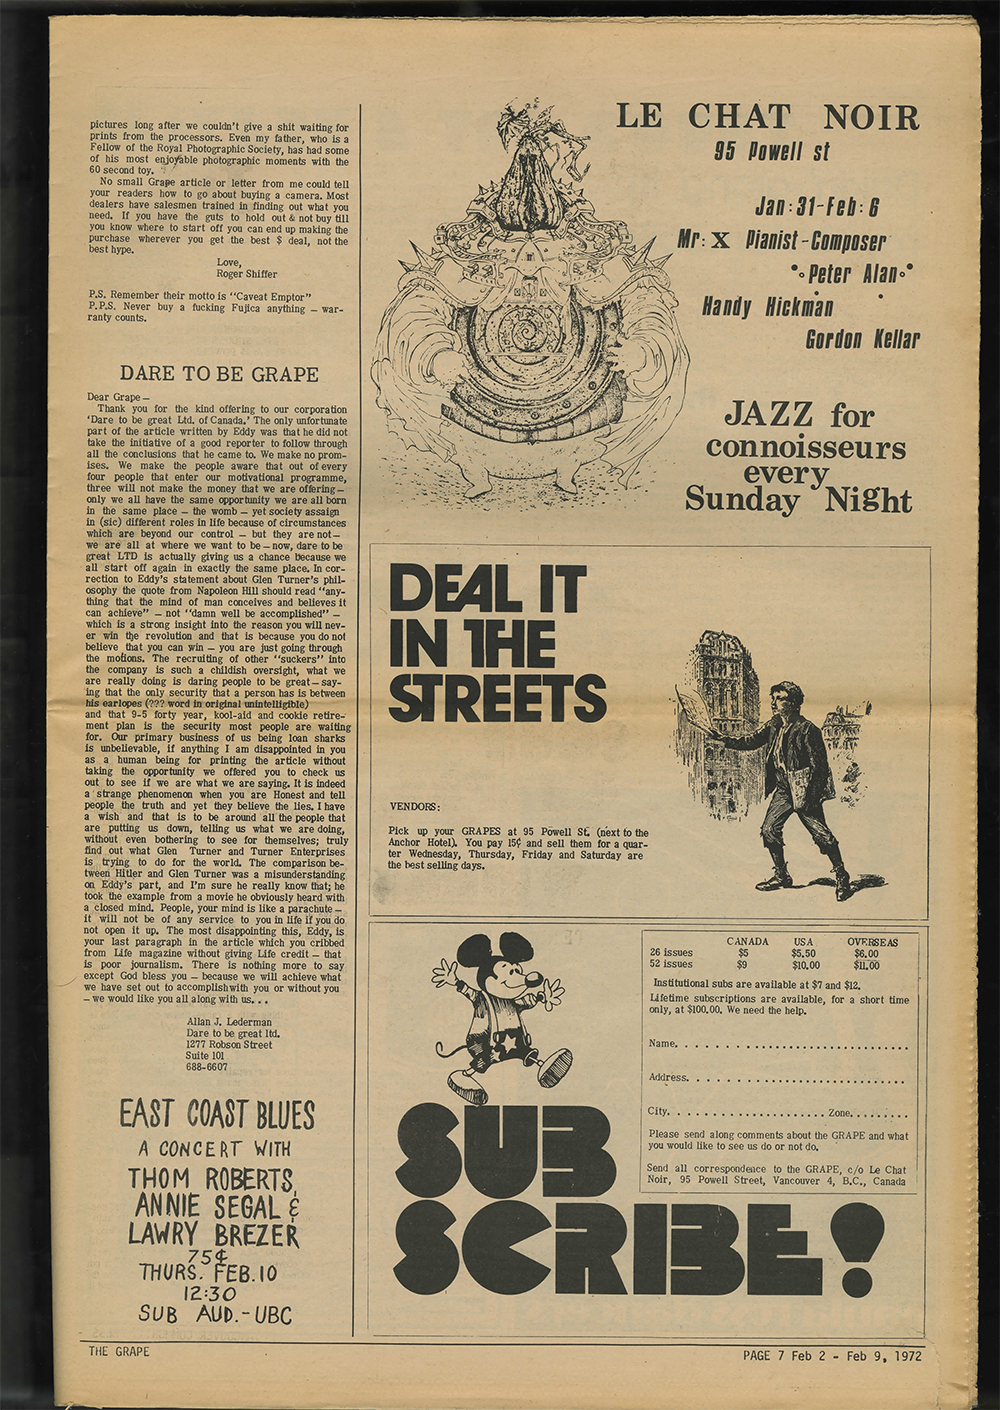 pictures long after we couldn't give a shit waiting for
prints from the processors. Even my father, who is a
Fellow of the Royal Photographic Society, has had some
of his most enjoyable photographic moments with the
60 second toy.
No small Grape article or letter from me could tell
your readers how to go about buying a camera. Most
dealers have salesmen trained in finding out what you
need. If you have the guts to hold out & not buy till
you know where to start off you can end up making the
purchase wherever you get the best $ deal, not the
best hype.
Love,
Roger Shiffer
P.S. Remember their motto is "Caveat Emptor"
P.P.S. Never buy a fucking Fujica anything – war-
ranty counts.
DARE TO BE GRAPE
Dear Grape –
Thank you for the kind offering to our corporation
'Dare to be great Ltd. of Canada.' The only unfortunate
part of the article written by Eddy was that he did not
take the initiative of a good reporter to follow through
all the conclusions that he came to. We make no prom-
ises. We make the people aware that out of every
four people that enter our motivational programme,
three will not make the money that we are offering –
only we all have the same opportunity we are all born
in the same place – the womb – yet society assaign
in (sic) different roles in life because of circumstances
which are beyond our control – but they are not –
we are all at where we want to be – now, dare to be
great LTD is actually giving us a chance because we
all start off again in exactly the same place. In cor-
rection to Eddy's statement about Glen Turner's phil-
osophy the quote from Napoleon Hill should read "any-
thing that the mind of man conceives and believes it
can achieve" – not "damn well be accomplished" –
which is a strong insight into the reason you will nev-
er win the revolution and that is because you do not
believe that you can win – you are just going through
the motions. The recruiting of other "suckers" into
the company is such a childish oversight, what we
are really doing is daring people to be great – say-
ing that the only security that a person has is between
his earlopes (??? word in original unintelligible)
and that 9-5 forty year, kool-aid and cookie retire-
ment plan is the security most people are waiting
for. Our primary business of us being loan sharks
is unbelievable, if anything I am disappointed in you
as a human being for printing the article without
taking the opportunity we offered you to check us
out to see if we are what we are saying. It is indeed
a strange phenomenon when you are Honest and tell
people the truth and yet they believe the lies. I have
a wish and that is to be around all the people that
are putting us down, telling us what we are doing,
without even bothering to see for themselves; truly
find out what Glen Turner and Turner Enterprises
is trying to do for the world. The comparison be-
tween Hitler and Glen Turner was a misunderstanding
on Eddy's part, and I'm sure he really know that; he
took the example from a movie he obviously heard with
a closed mind. People, your mind is like a parachute –
it will not be of any service to you in life if you do
not open it up. The most disappointing this, Eddy, is
your last paragraph in the article which you cribbed
from Life magazine without giving Life credit – that
is poor journalism. There is nothing more to say
except God bless you – because we will achieve what
we have set out to accomplish with you or without you
– we would like you all along with us...
Allan J. Lederman
Dare to be great ltd.
1277 Robson Street
Suite 101
688-6607
EAST COAST BLUES
A CONCERT WITH
THOM ROBERTS,
ANNIE SEGAL &
LAWRY BREZER
75¢
THURS. FEB.10
12:30
SUB AUD.-UBC
LE CHAT NOIR
95 Powell st
Jan:31-Feb:6
Mr: X Pianist-Composer
Peter Alan
Handy Hickman
Gordon Kellar
JAZZ for
connoisseurs
every
Sunday Night
DEAL IT
IN THE
STREETS
VENDORS:
Pick up your GRAPES at 95 Powell St. (next to the
Anchor Hotel). You pay 15¢ and sell them for a quar-
ter Wednesday, Thursday, Friday and Saturday are
the best selling days.
CANADA USA OVERSEAS
26 issues $5 $5.50 $6.00
52 issues $9 $10.00 $11.00
Institutional subs are available at $7 and $12.
Lifetime subscriptions are available, for a short time
only, at $100.00. We need the help.
Name..............................
Address..............................
City......................Zone.........
Please send along comments about the GRAPE and what
you would like to see us do or not do.
Send all correspondence to the GRAPE, c/o Le Chat
Noir, 95 Powell Street, Vancouver 4, B.C., Canada
SUB
SCRIBE!
THE GRAPE
PAGE 7 Feb 2 - Feb 9, 1972